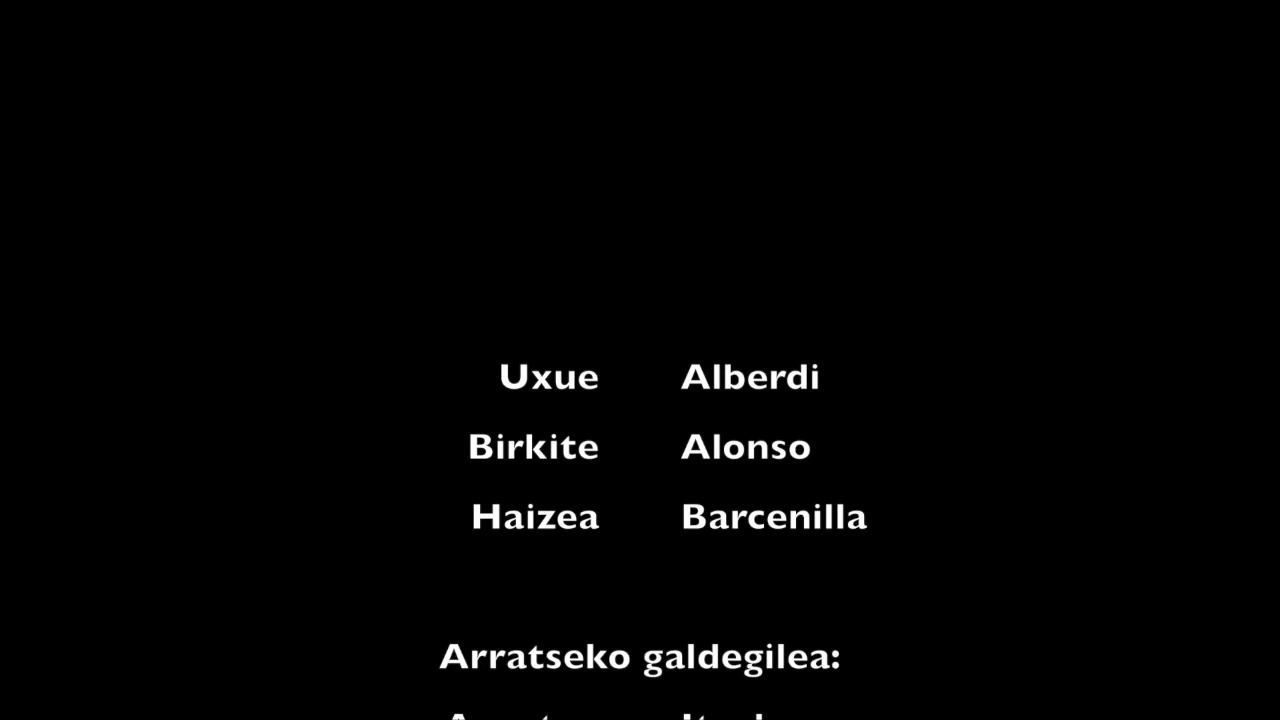 Uxue Alberdi
Birkite Alonso
Haizea Barcenilla
Arratseko galdegilea: